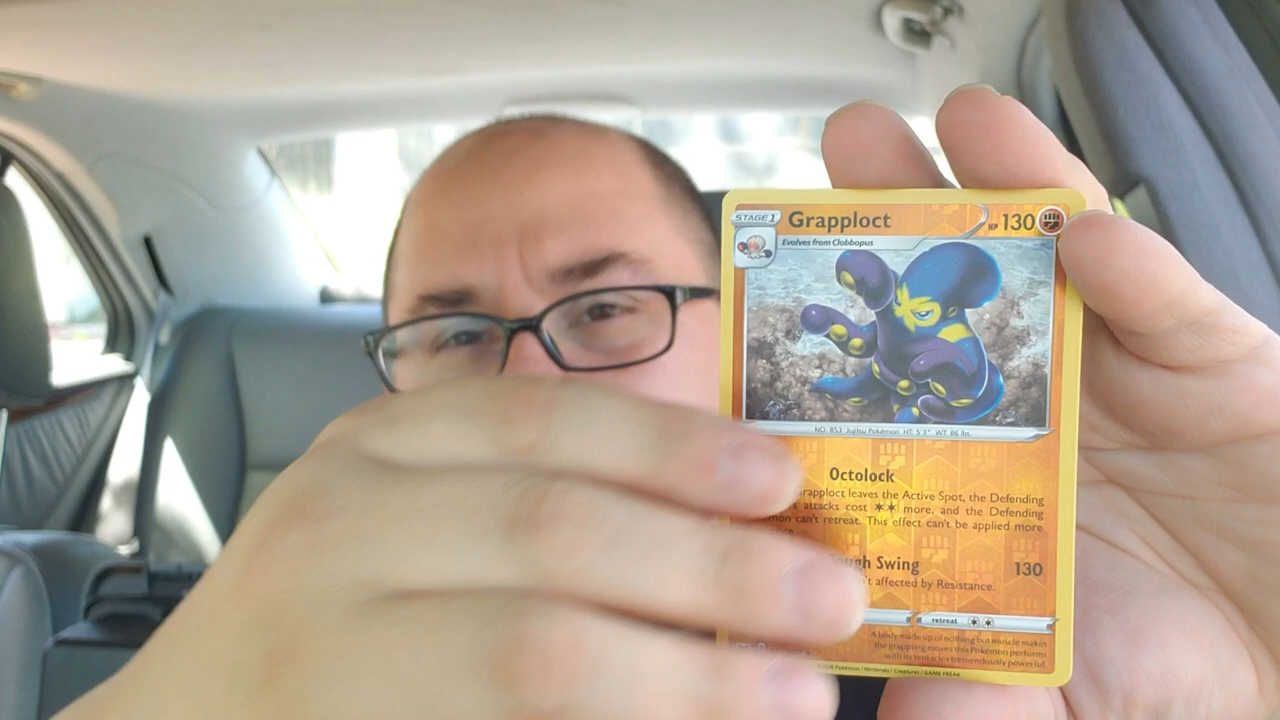 STAGE 1 Grapploct HP 130
Evolves from Clobbopus
NO. 853 Jujitsu Pokémon HT: 5'3" WT: 86 lbs.
Octolock
rapploct leaves the Active Spot, the Defending
s attacks cost more, and the Defending
mon can't retreat. This effect can't be applied more
ugh Swing 130
't affected by Resistance.
retreat
A body made up of nothing but muscle makes
the grappling moves this Pokémon performs
with its tentacles tremendously powerful.
Pokémon / Nintendo / Creatures / GAME FREAK